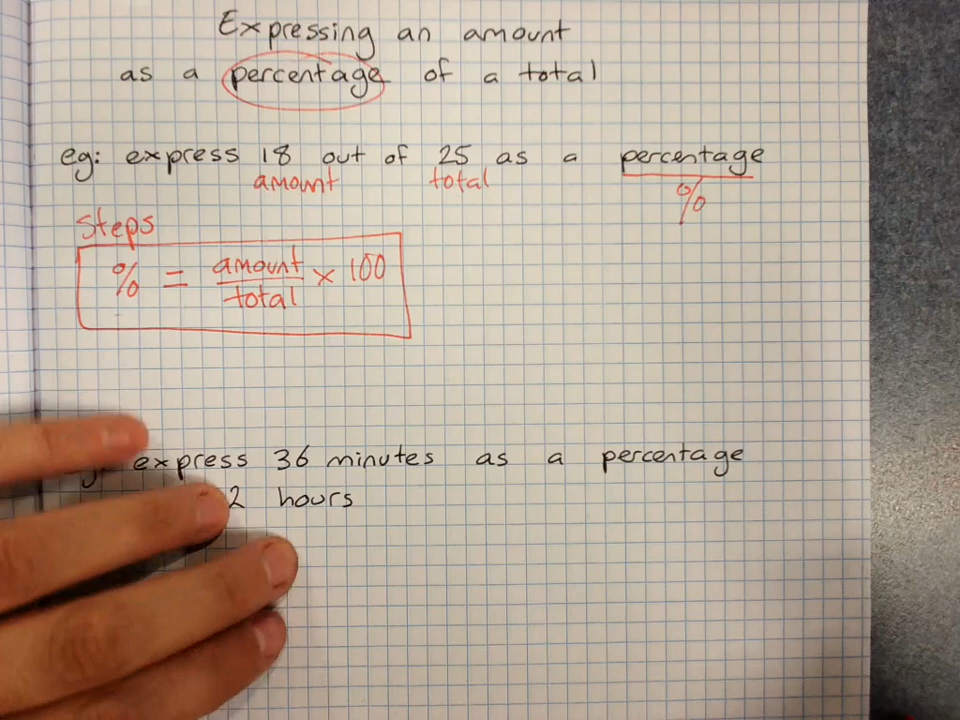 Expressing an amount
as a percentage of a total
eg: express 18 out of 25 as a percentage
amount total %
Steps
% = amount/total × 100
express 36 minutes as a percentage
2 hours